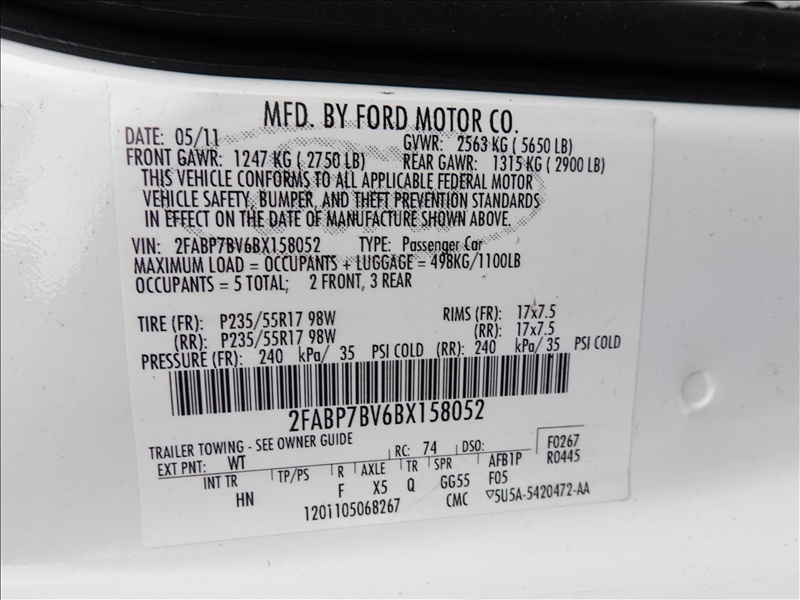 MFD. BY FORD MOTOR CO.
DATE: 05/11 GVWR: 2563 KG ( 5650 LB)
FRONT GAWR: 1247 KG ( 2750 LB) REAR GAWR: 1315 KG ( 2900 LB)
THIS VEHICLE CONFORMS TO ALL APPLICABLE FEDERAL MOTOR
VEHICLE SAFETY, BUMPER, AND THEFT PREVENTION STANDARDS
IN EFFECT ON THE DATE OF MANUFACTURE SHOWN ABOVE.
VIN: 2FABP7BV6BX158052 TYPE: Passenger Car
MAXIMUM LOAD = OCCUPANTS + LUGGAGE = 498KG/1100LB
OCCUPANTS = 5 TOTAL; 2 FRONT, 3 REAR
TIRE (FR): P235/55R17 98W RIMS (FR): 17x7.5
(RR): P235/55R17 98W (RR): 17x7.5
PRESSURE (FR): 240 kPa/ 35 PSI COLD (RR): 240 kPa/ 35 PSI COLD
2FABP7BV6BX158052
TRAILER TOWING - SEE OWNER GUIDE RC: 74 DSO: F0267
EXT PNT: WT R0445
INT TR TP/PS R AXLE TR SPR AFB1P
HN F X5 Q GG55 F05
1201105068267 CMC ▽5U5A-5420472-AA